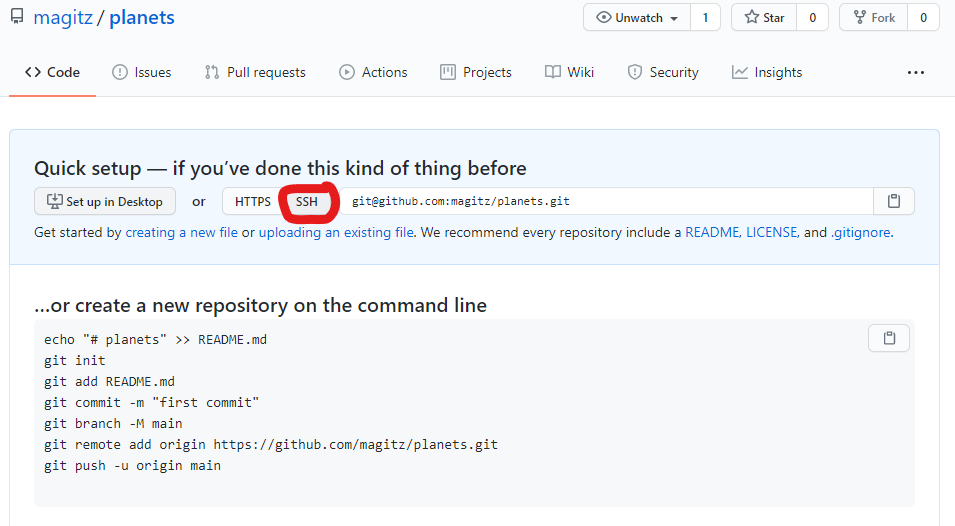 magitz / planets
Unwatch 1 Star 0 Fork 0
Code Issues Pull requests Actions Projects Wiki Security Insights ...
Quick setup — if you’ve done this kind of thing before
Set up in Desktop or HTTPS SSH git@github.com:magitz/planets.git
Get started by creating a new file or uploading an existing file. We recommend every repository include a README, LICENSE, and .gitignore.
…or create a new repository on the command line
echo "# planets" >> README.md
git init
git add README.md
git commit -m "first commit"
git branch -M main
git remote add origin https://github.com/magitz/planets.git
git push -u origin main